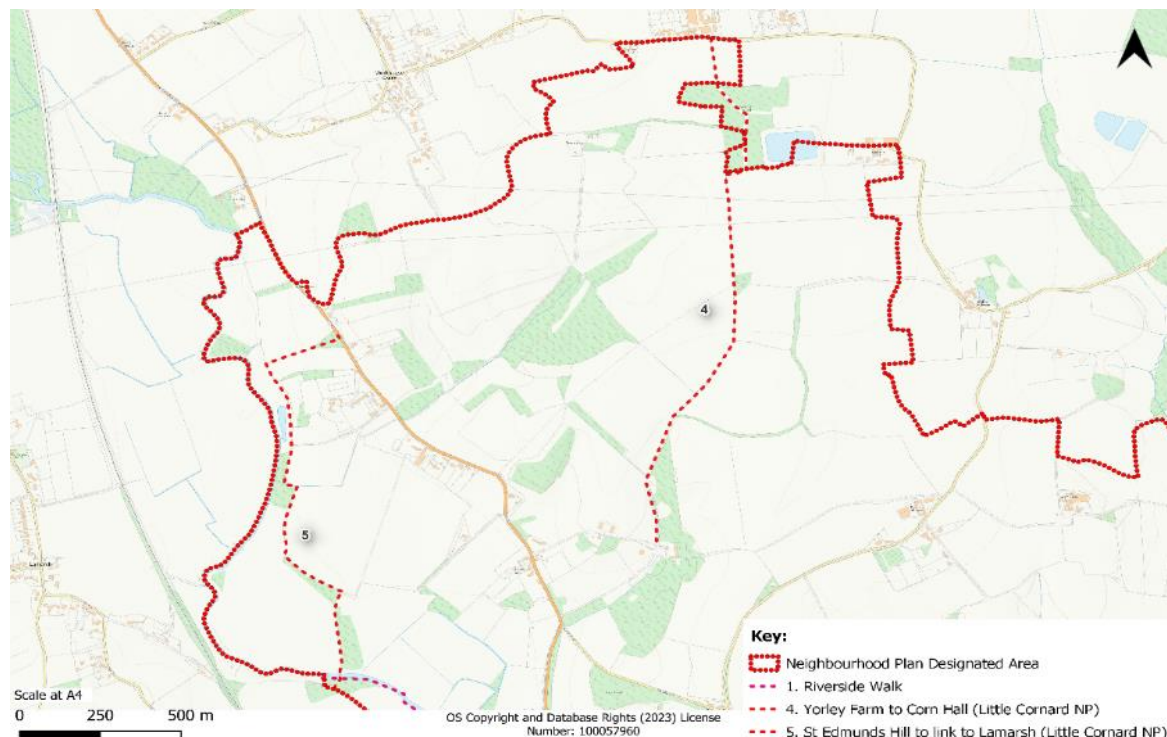 4
5
Lamarsh
Scale at A4
0 250 500 m
OS Copyright and Database Rights (2023) License
Number: 100057960
Key:
Neighbourhood Plan Designated Area
1. Riverside Walk
4. Yorley Farm to Corn Hall (Little Cornard NP)
5. St Edmunds Hill to link to Lamarsh (Little Cornard NP)